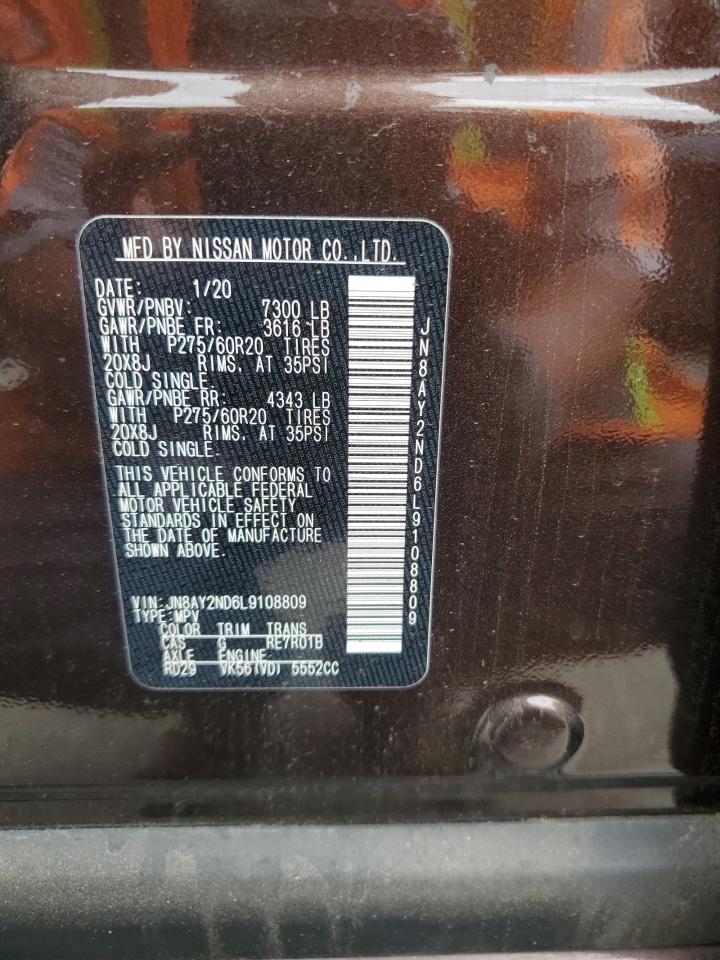 MFD BY NISSAN MOTOR CO.,LTD.
DATE: 1/20
GVWR/PNBV: 7300 LB
GAWR/PNBE FR: 3616 LB
WITH P275/60R20 TIRES
20X8J RIMS. AT 35PSI
COLD SINGLE.
GAWR/PNBE RR: 4343 LB
WITH P275/60R20 TIRES
20X8J RIMS. AT 35PSI
COLD SINGLE.
THIS VEHICLE CONFORMS TO
ALL APPLICABLE FEDERAL
MOTOR VEHICLE SAFETY
STANDARDS IN EFFECT ON
THE DATE OF MANUFACTURE
SHOWN ABOVE.
VIN:JN8AY2ND6L9108809
TYPE:MPV
COLOR TRIM TRANS
CAS G RE7R01B
AXLE ENGINE
RD29 VK56(VD) 5552CC
JN8AY2ND6L9108809